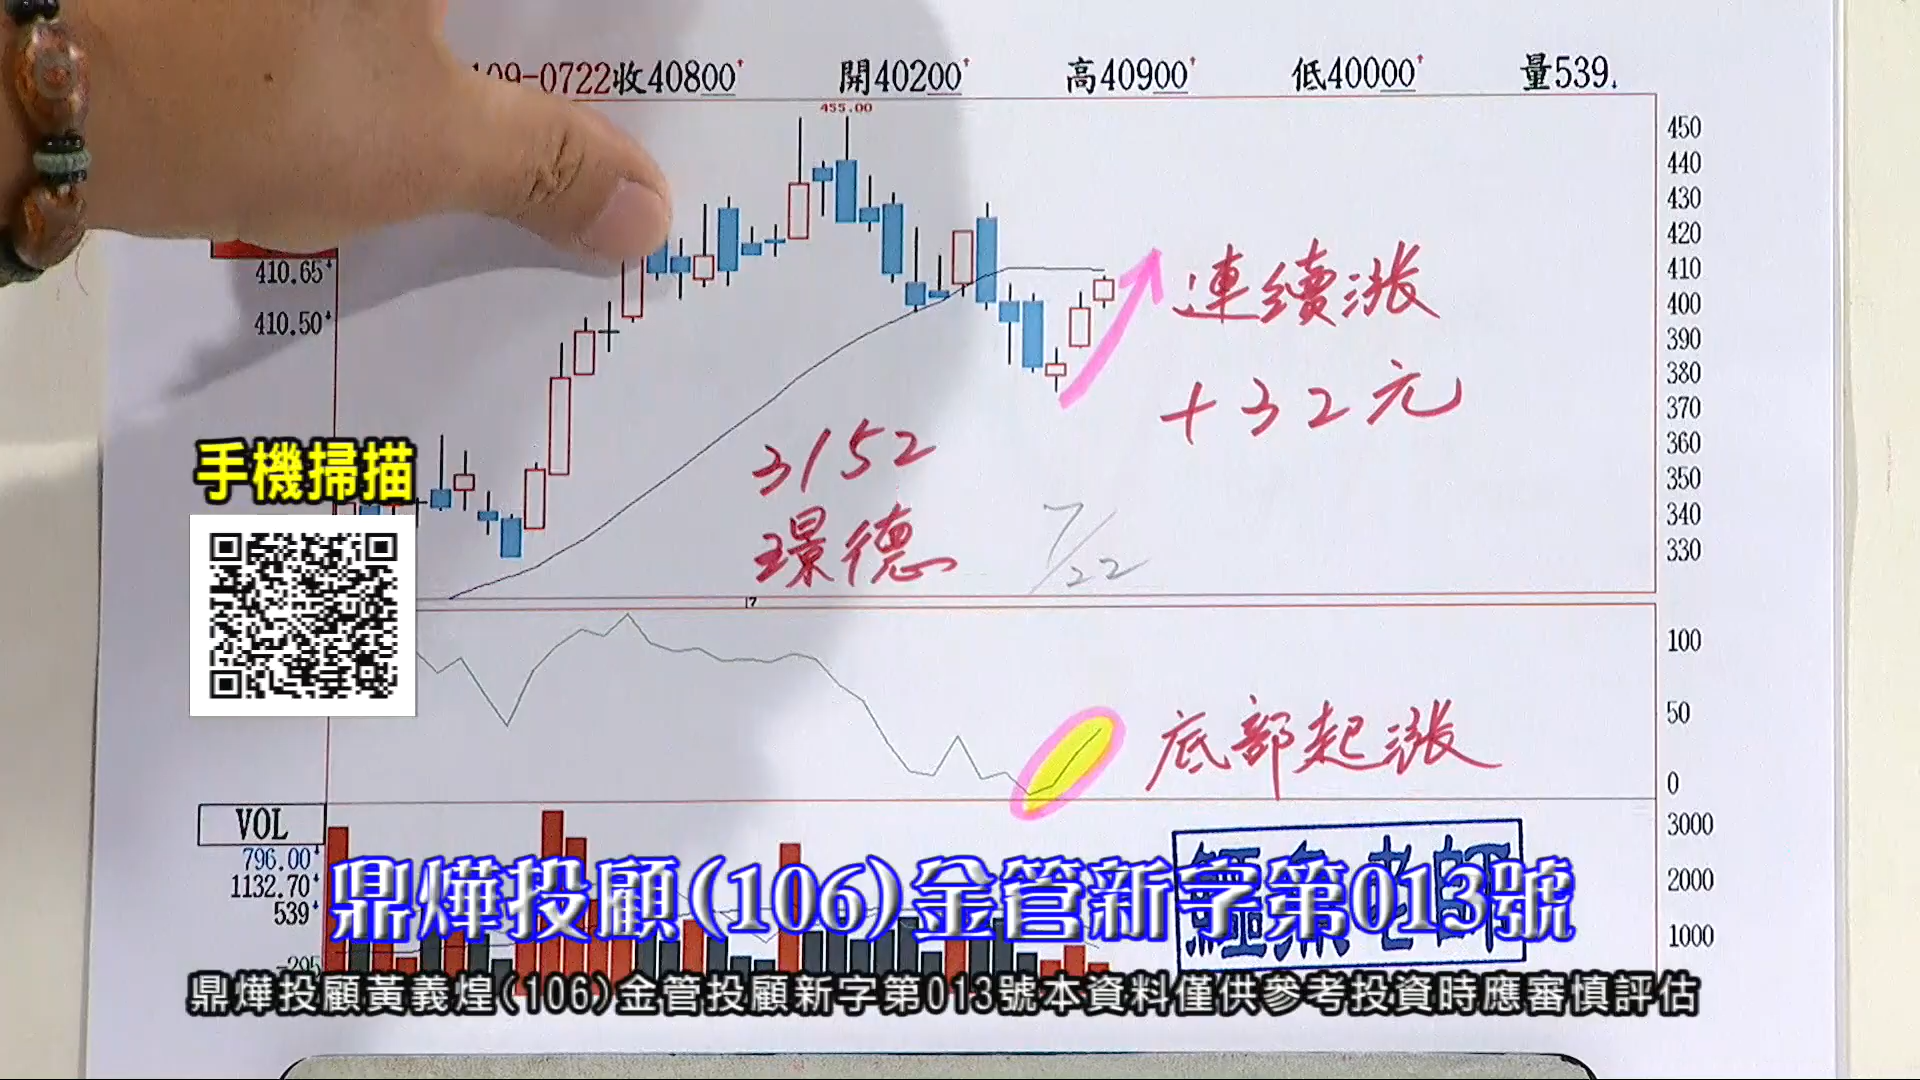 109-0722收40800 開40200 高40900 低40000 量539.
455.00
450
440
430
420
410
400
390
380
370
360
350
340
330
410.65
410.50
連續漲
+32元
3152
璟德
7/22
手機掃描
7
100
50
0
底部起漲
VOL
796.00
1132.70
539
-205
3000
2000
1000
鼎燁投顧(106)金管新字第013號
老師
鼎燁投顧黃義煌(106)金管投顧新字第013號本資料僅供參考投資時應審慎評估